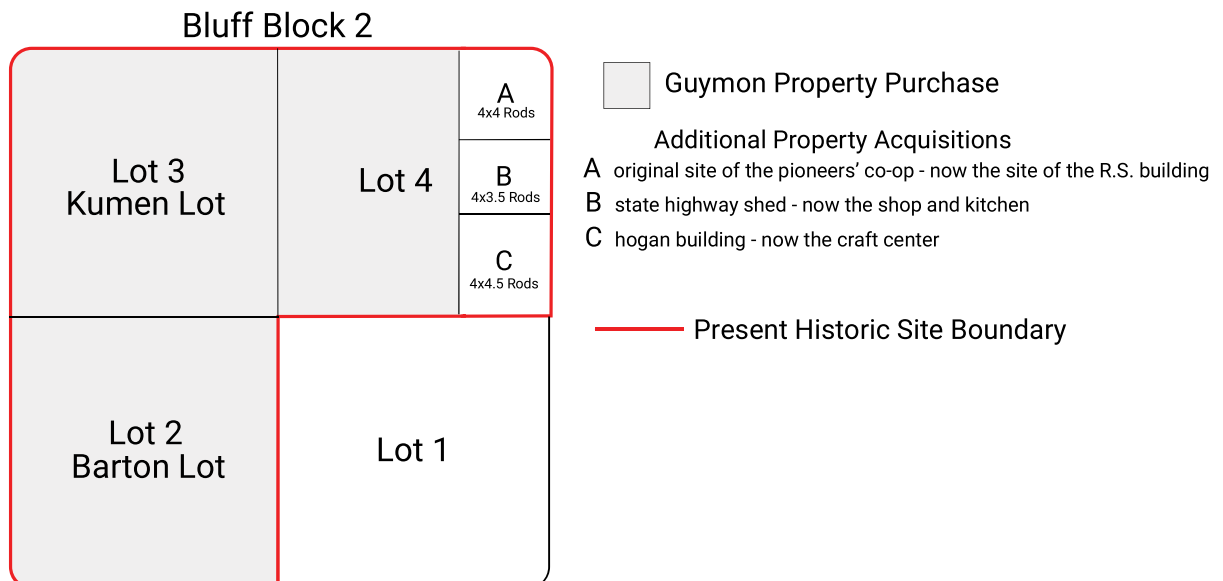 Bluff Block 2
Lot 3
Kumen Lot
Lot 4
A
4x4 Rods
B
4x3.5 Rods
C
4x4.5 Rods
Lot 2
Barton Lot
Lot 1
Guymon Property Purchase
Additional Property Acquisitions
A original site of the pioneers’ co-op - now the site of the R.S. building
B state highway shed - now the shop and kitchen
C hogan building - now the craft center
Present Historic Site Boundary